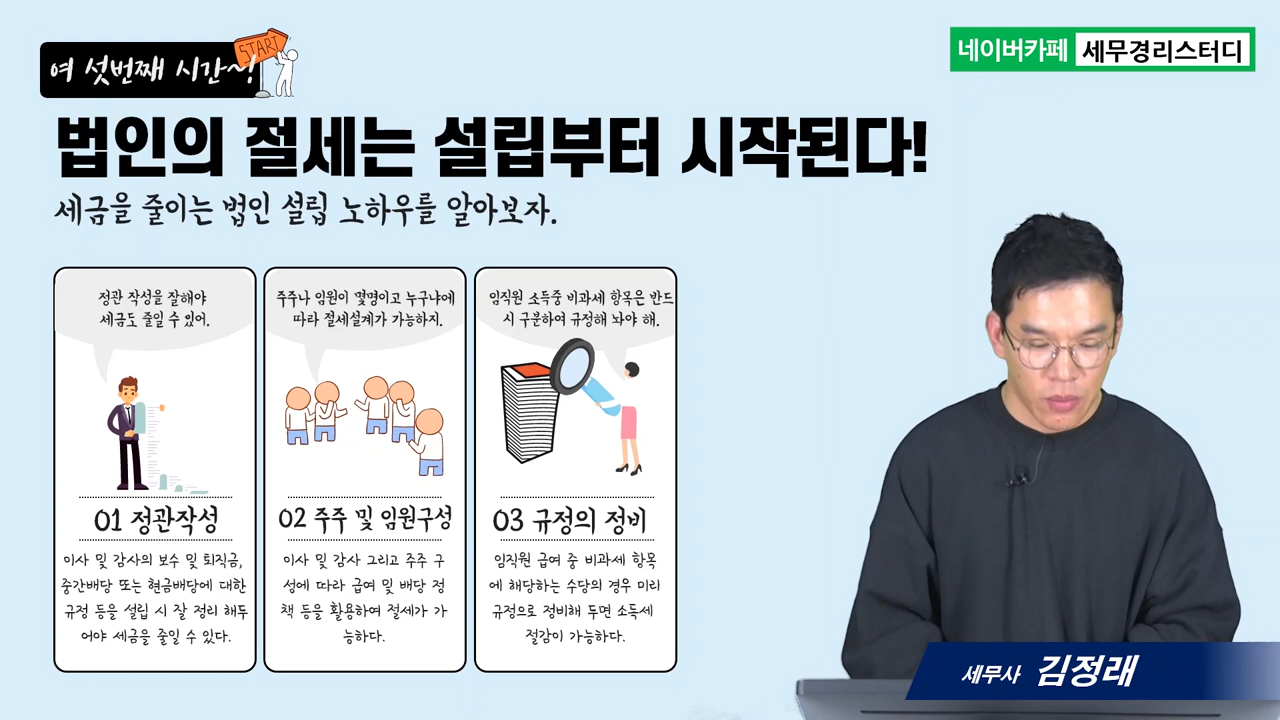 여 섯번째 시간~!
START
네이버카페 세무경리스터디
법인의 절세는 설립부터 시작된다!
세금을 줄이는 법인 설립 노하우를 알아보자.
정관 작성을 잘해야
세금도 줄일 수 있어.
01 정관작성
이사 및 감사의 보수 및 퇴직금,
중간배당 또는 현금배당에 대한
규정 등을 설립 시 잘 정리 해두
어야 세금을 줄일 수 있다.
주주나 임원이 몇명이고 누구냐에
따라 절세설계가 가능하지.
02 주주 및 임원구성
이사 및 감사 그리고 주주 구
성에 따라 급여 및 배당 정
책 등을 활용하여 절세가 가
능하다.
임직원 소득중 비과세 항목은 반드
시 구분하여 규정해 놔야 해.
03 규정의 정비
임직원 급여 중 비과세 항목
에 해당하는 수당의 경우 미리
규정으로 정비해 두면 소득세
절감이 가능하다.
세무사 김정래